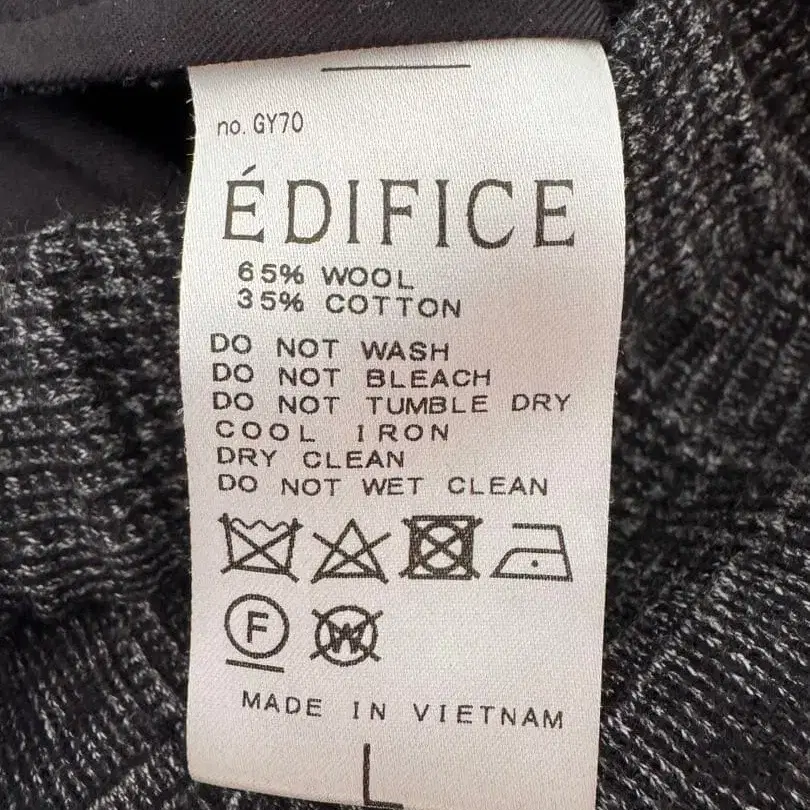 no. GY70
ÉDIFICE
65% WOOL
35% COTTON
DO NOT WASH
DO NOT BLEACH
DO NOT TUMBLE DRY
COOL IRON
DRY CLEAN
DO NOT WET CLEAN
F W
MADE IN VIETNAM
L